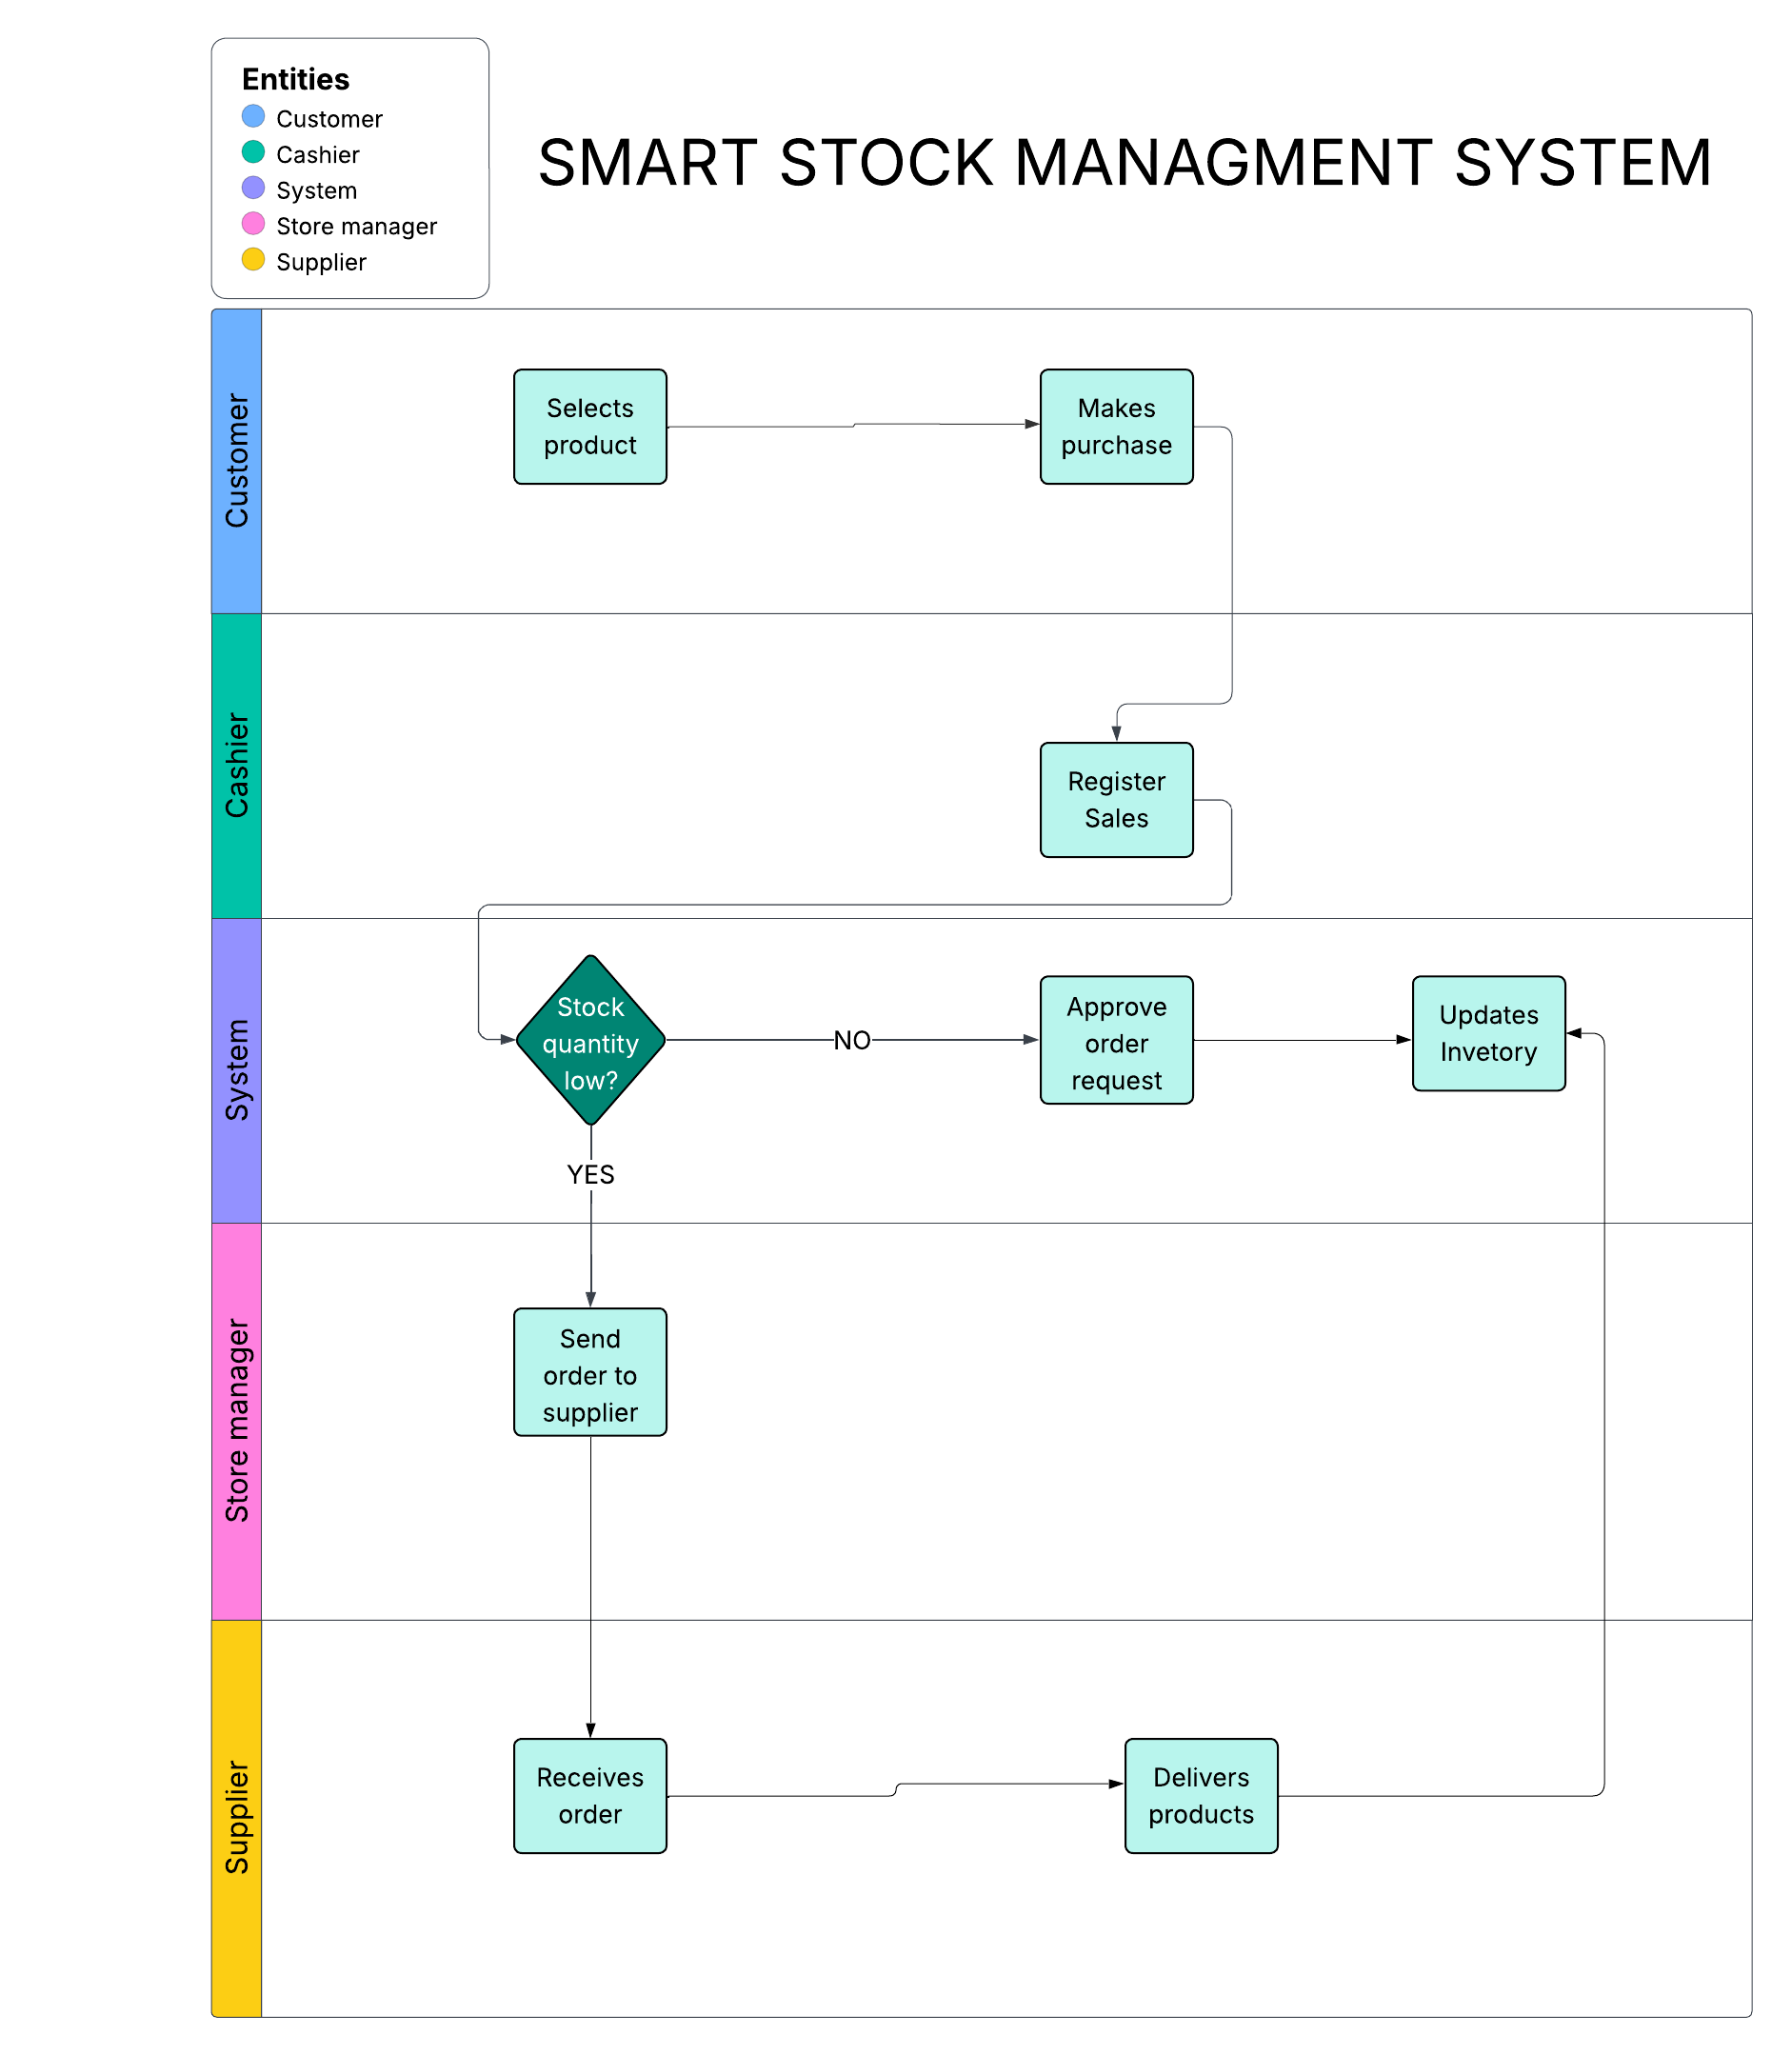 Entities
Customer
Cashier
System
Store manager
Supplier
SMART STOCK MANAGMENT SYSTEM
Customer
Selects
product
Makes
purchase
Cashier
Register
Sales
System
Stock
quantity
low?
NO
Approve
order
request
Updates
Invetory
YES
Store manager
Send
order to
supplier
Supplier
Receives
order
Delivers
products